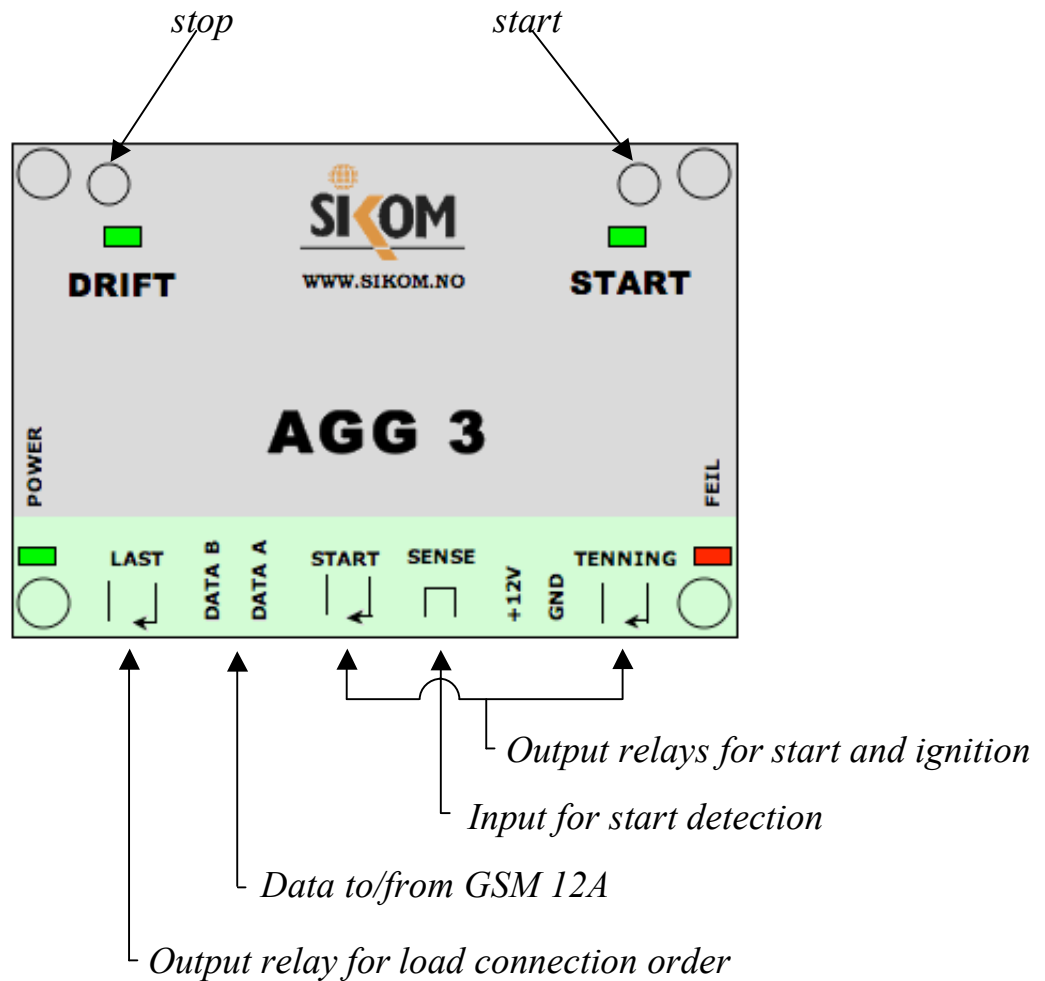 stop start
SIKOM
WWW.SIKOM.NO
DRIFT START
AGG 3
POWER FEIL
LAST DATA B DATA A START SENSE +12V GND TENNING
Output relays for start and ignition
Input for start detection
Data to/from GSM 12A
Output relay for load connection order